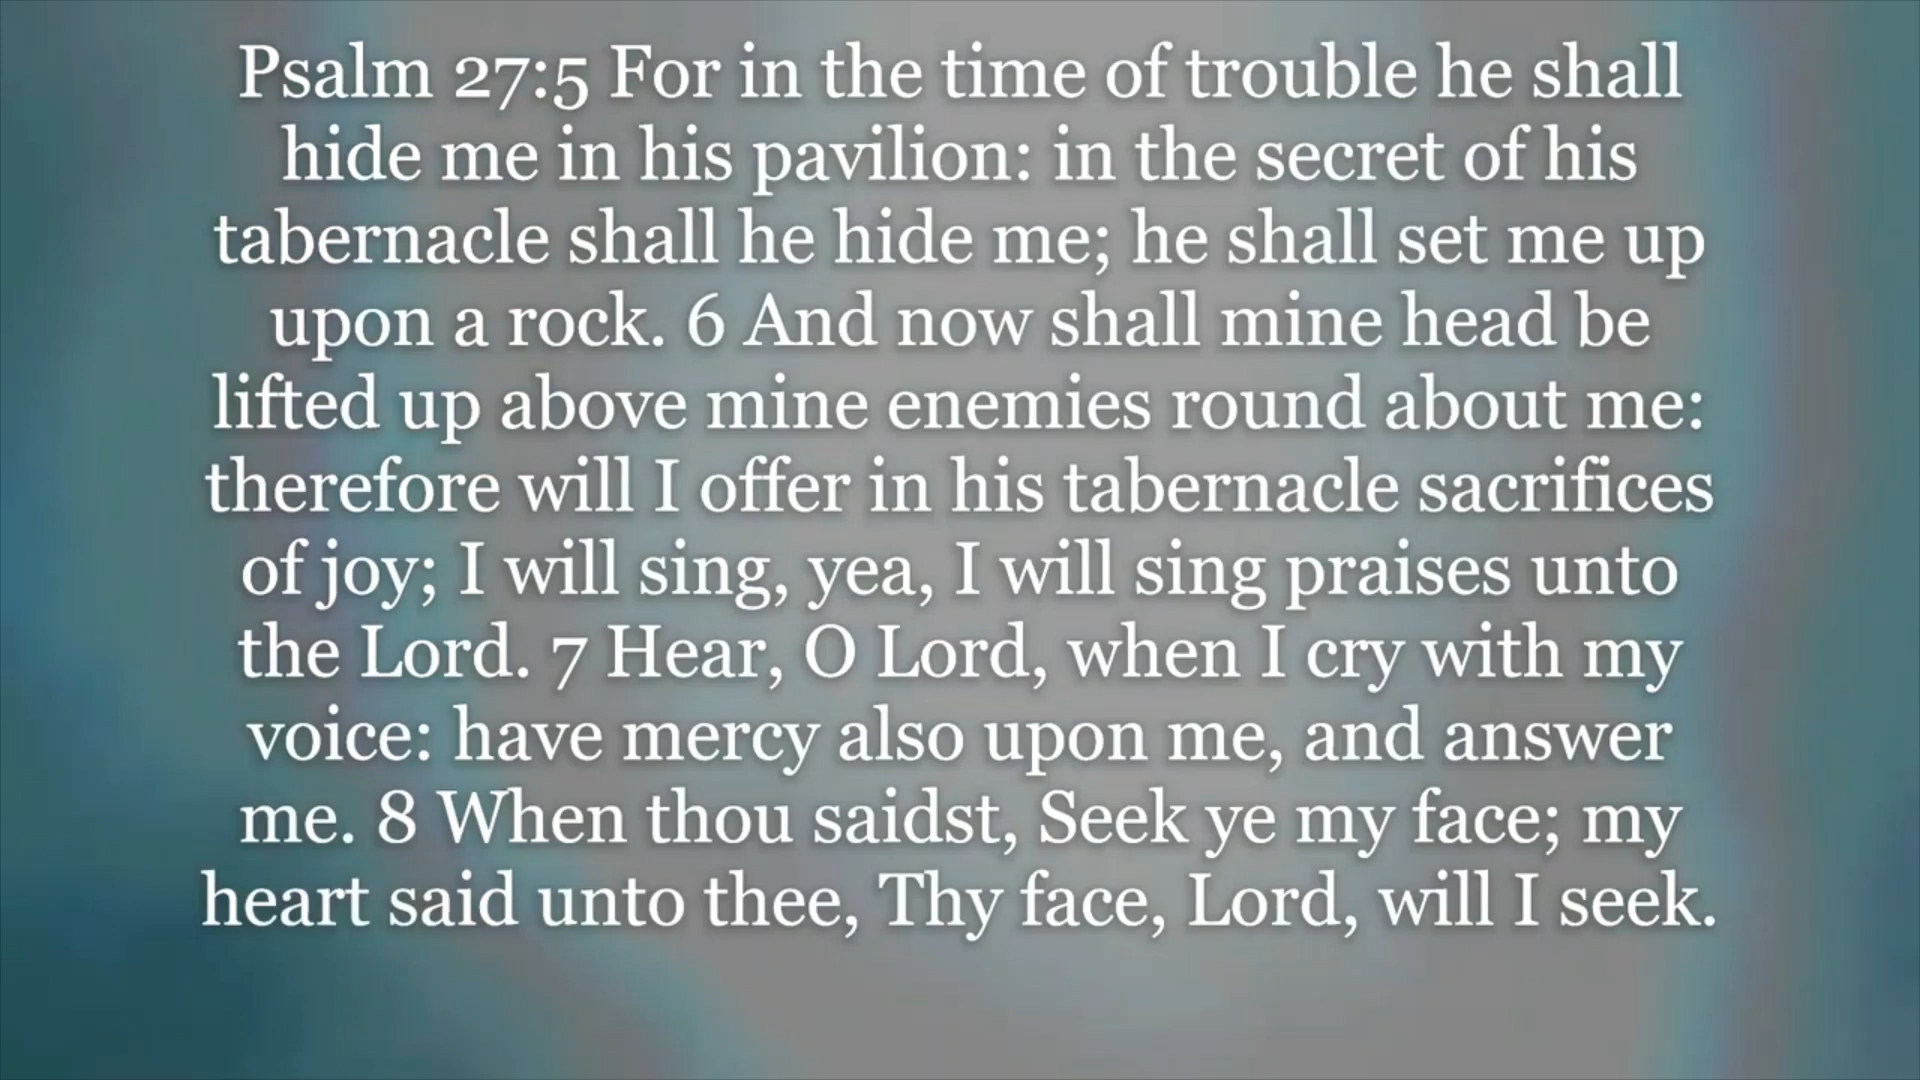 Psalm 27:5 For in the time of trouble he shall
hide me in his pavilion: in the secret of his
tabernacle shall he hide me; he shall set me up
upon a rock. 6 And now shall mine head be
lifted up above mine enemies round about me:
therefore will I offer in his tabernacle sacrifices
of joy; I will sing, yea, I will sing praises unto
the Lord. 7 Hear, O Lord, when I cry with my
voice: have mercy also upon me, and answer
me. 8 When thou saidst, Seek ye my face; my
heart said unto thee, Thy face, Lord, will I seek.